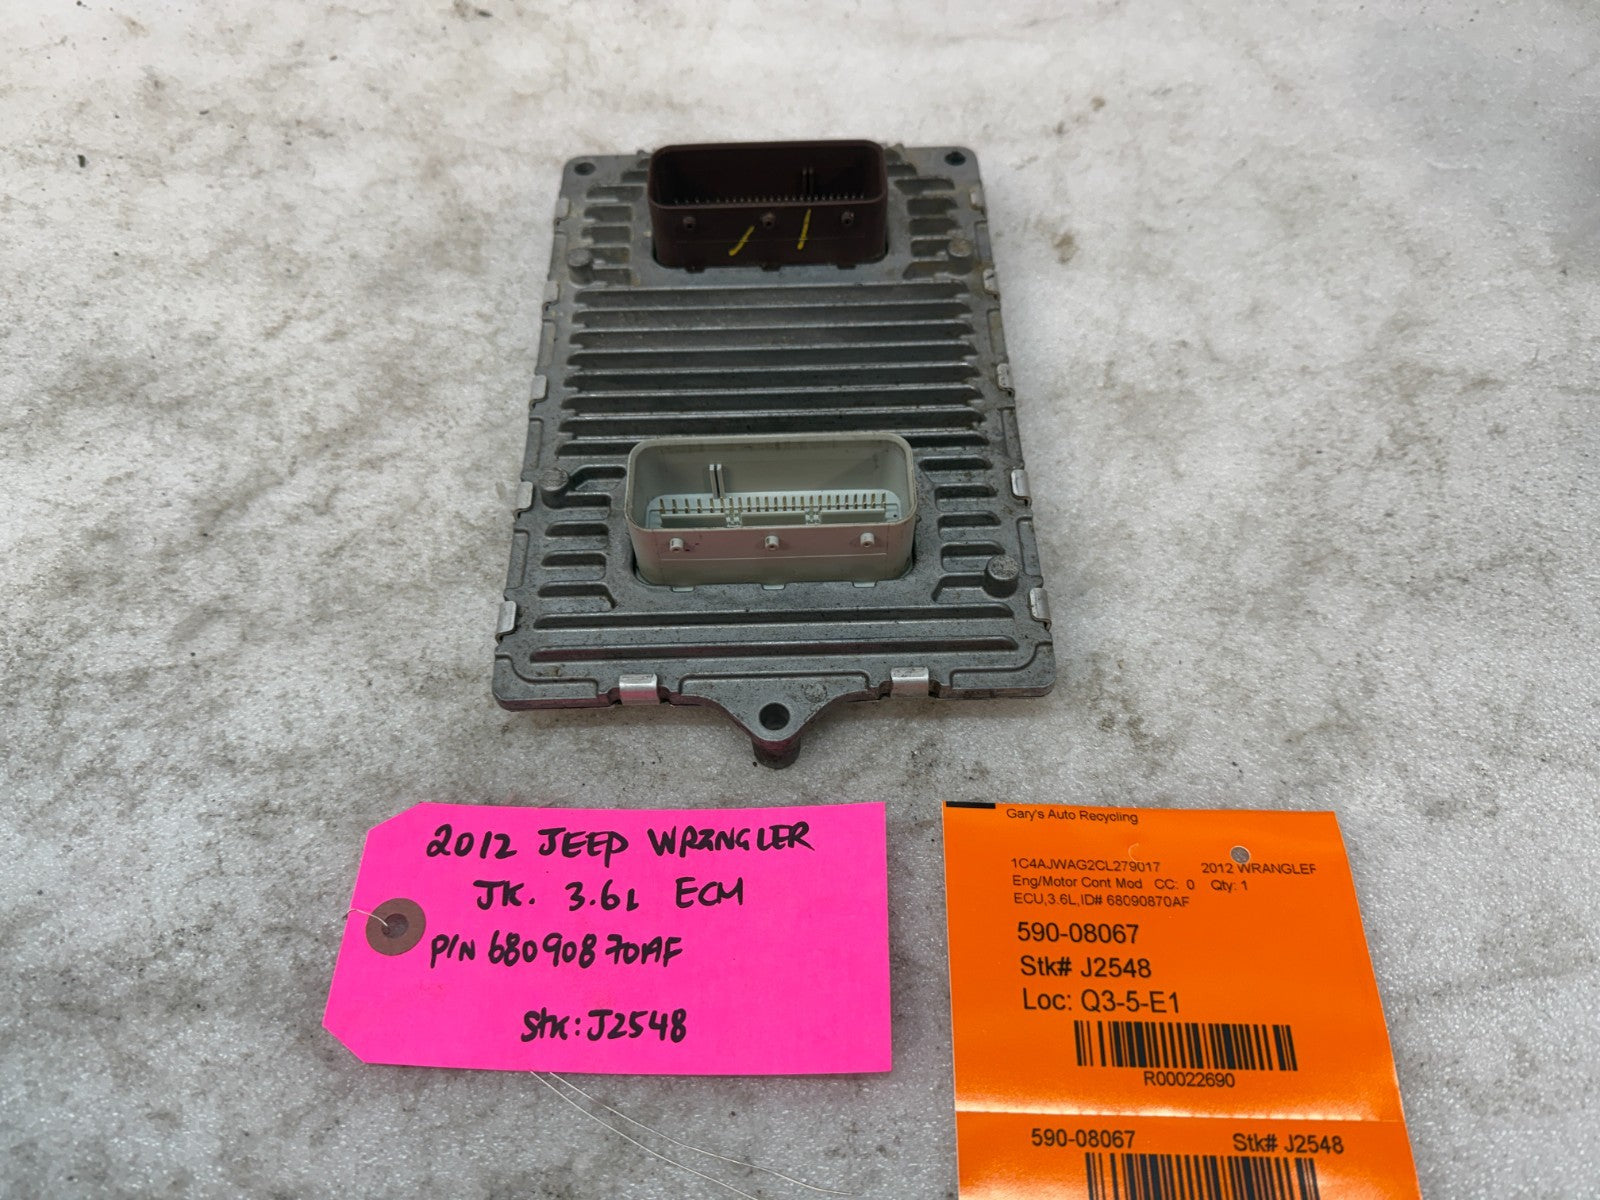 2012 JEEP WRANGLER
JK. 3.6L ECM
P/N 68090870AF
Stk: J2548
Gary's Auto Recycling
1C4AJWAG2CL279017 2012 WRANGLER
Eng/Motor Cont Mod CC: 0 Qty: 1
ECU,3.6L,ID# 68090870AF
590-08067
Stk# J2548
Loc: Q3-5-E1
R00022690
590-08067 Stk# J2548